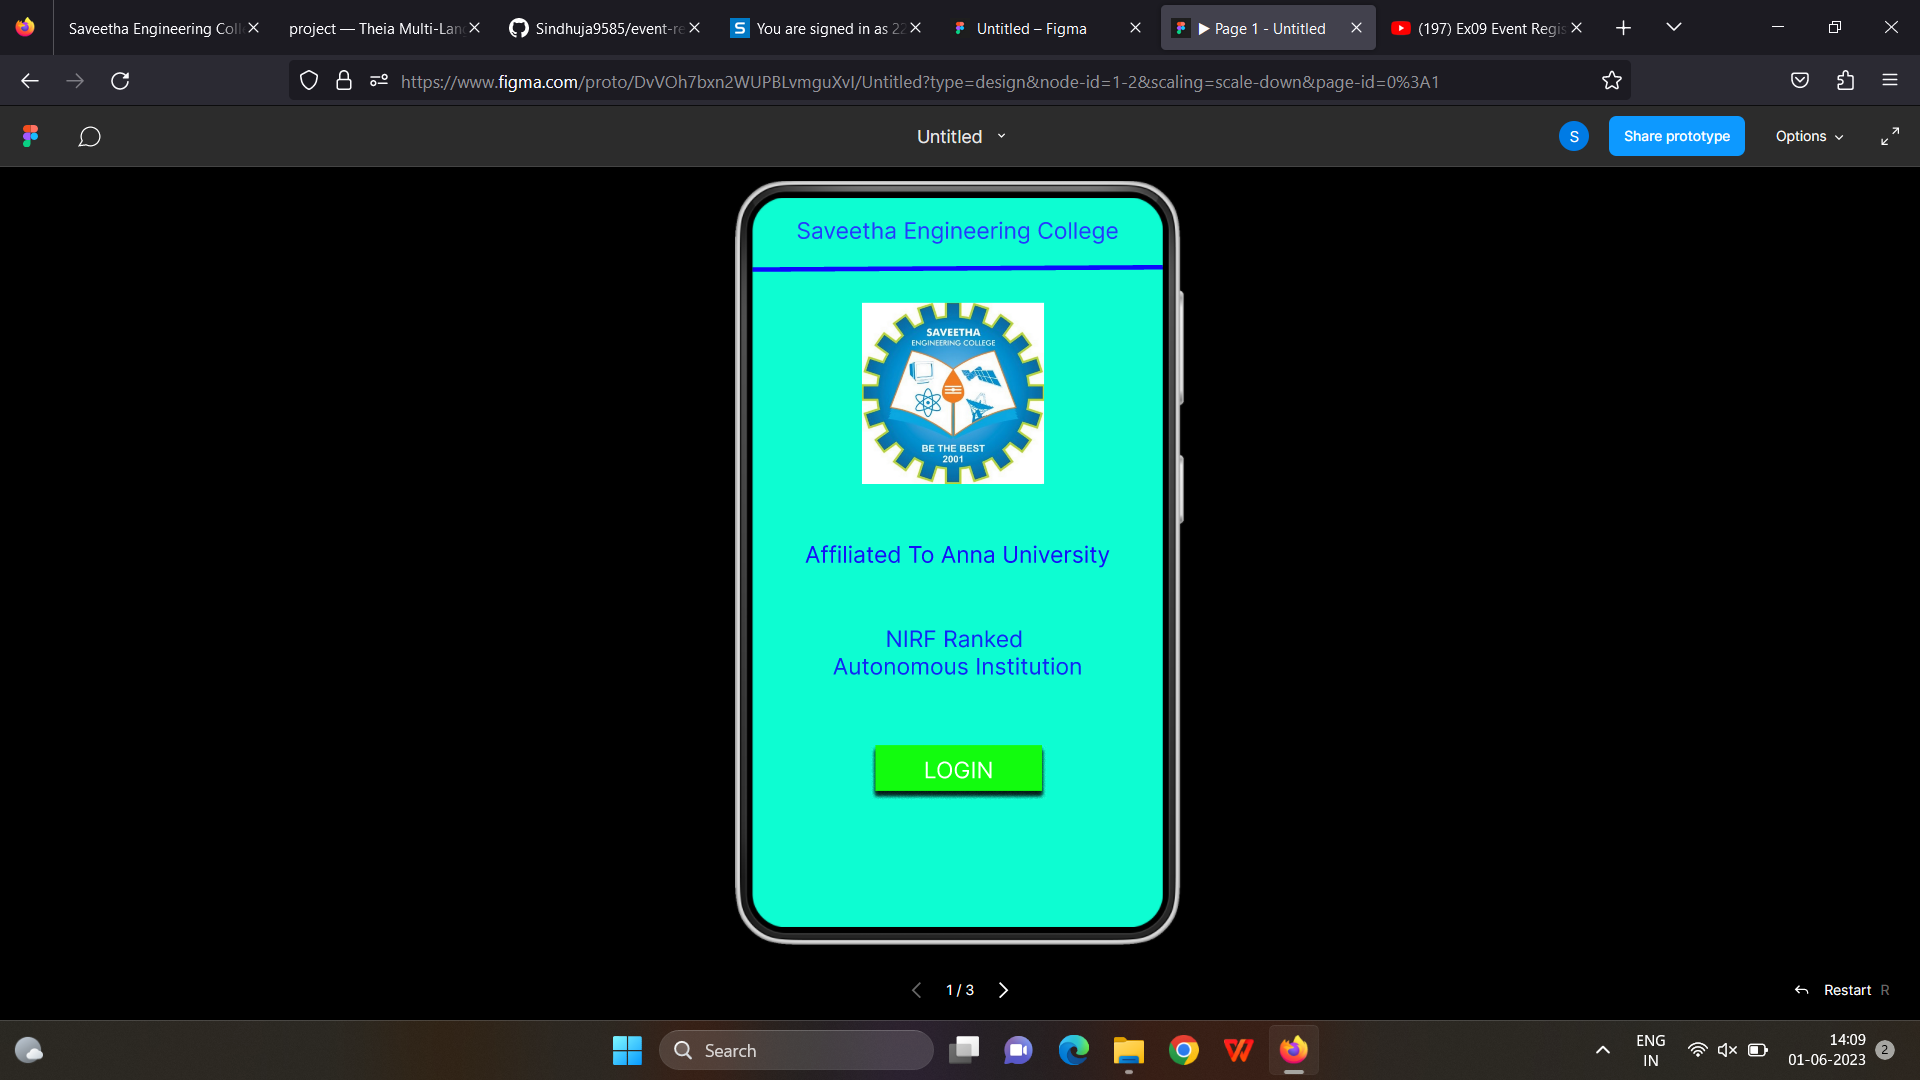 Saveetha Engineering Coll
project — Theia Multi-Lan
Sindhuja9585/event-re
S You are signed in as 22
Untitled – Figma
Page 1 - Untitled
(197) Ex09 Event Regis
https://www.figma.com/proto/DvVOh7bxn2WUPBLvmguXvI/Untitled?type=design&node-id=1-2&scaling=scale-down&page-id=0%3A1
Untitled
S
Share prototype
Options
Saveetha Engineering College
SAVEETHA
ENGINEERING COLLEGE
BE THE BEST
2001
Affiliated To Anna University
NIRF Ranked
Autonomous Institution
LOGIN
1 / 3
Restart R
Search
ENG
IN
14:09
01-06-2023
2